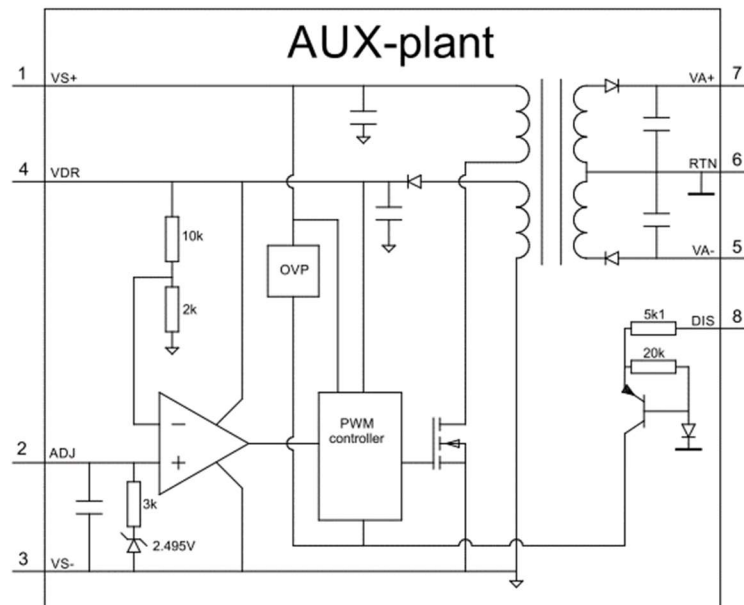 AUX-plant
1 VS+
VA+ 7
4 VDR
RTN 6
10k
OVP
2k
VA- 5
5k1
DIS 8
20k
PWM
controller
−
+
2 ADJ
3k
2.495V
3 VS-